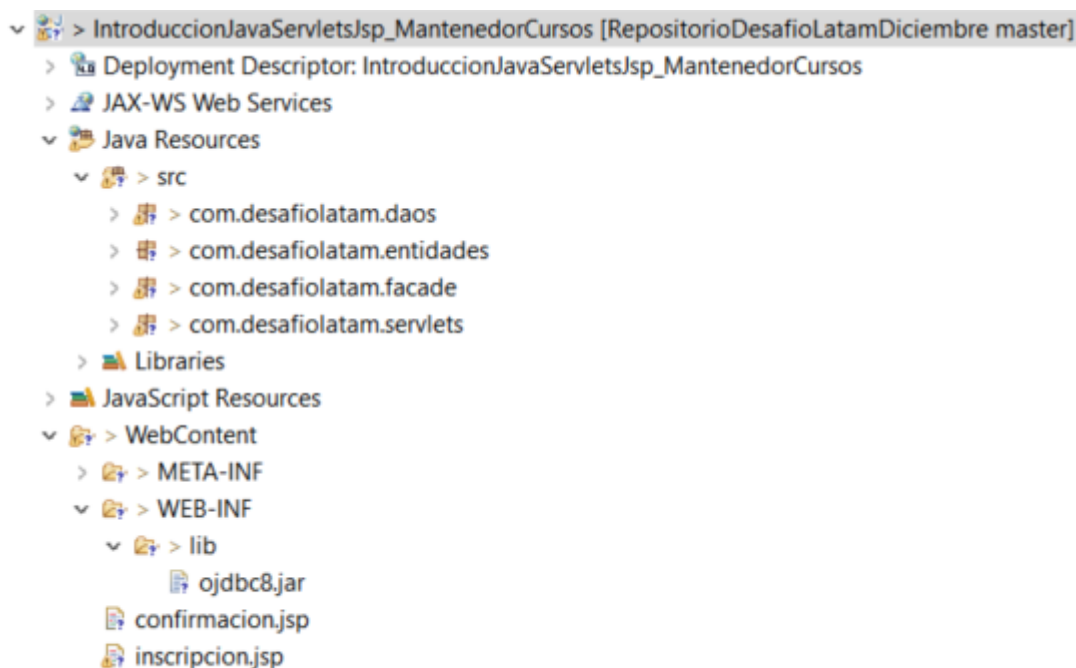 > IntroduccionJavaServletsJsp_MantenedorCursos [RepositorioDesafioLatamDiciembre master]
Deployment Descriptor: IntroduccionJavaServletsJsp_MantenedorCursos
JAX-WS Web Services
Java Resources
> src
> com.desafiolatam.daos
> com.desafiolatam.entidades
> com.desafiolatam.facade
> com.desafiolatam.servlets
Libraries
JavaScript Resources
> WebContent
> META-INF
> WEB-INF
> lib
ojdbc8.jar
confirmacion.jsp
inscripcion.jsp